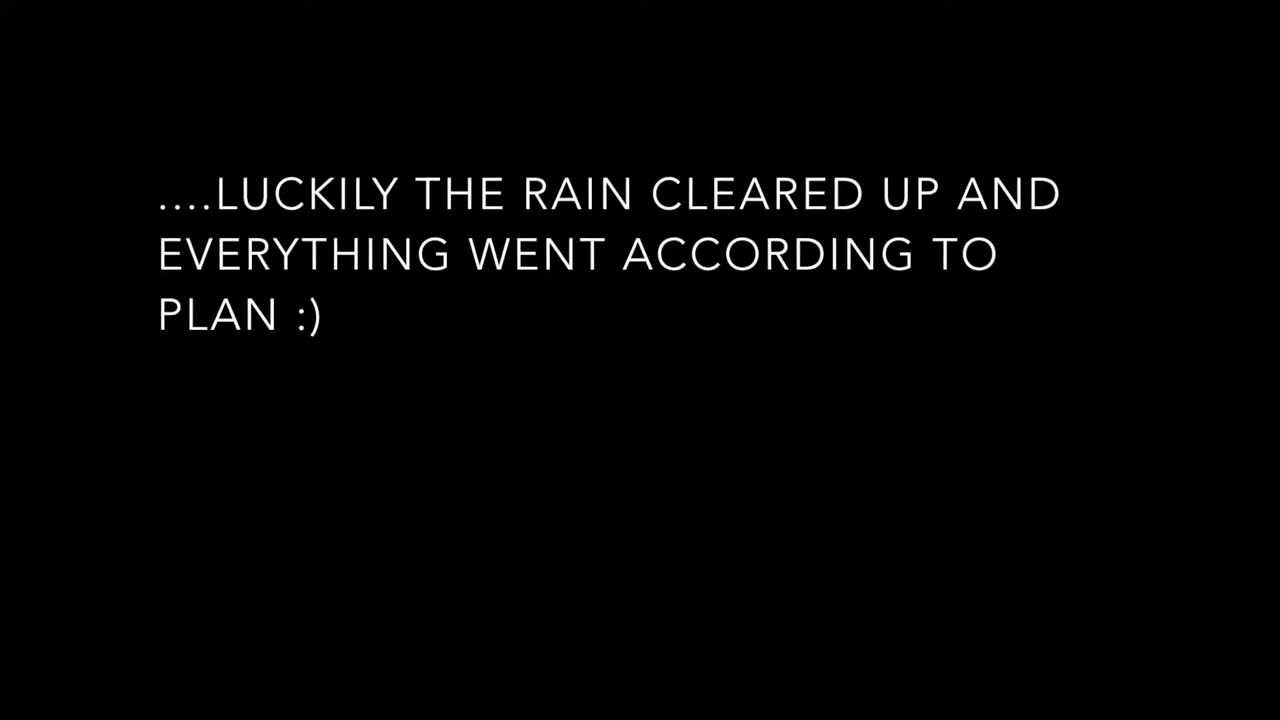 ....LUCKILY THE RAIN CLEARED UP AND
EVERYTHING WENT ACCORDING TO
PLAN :)